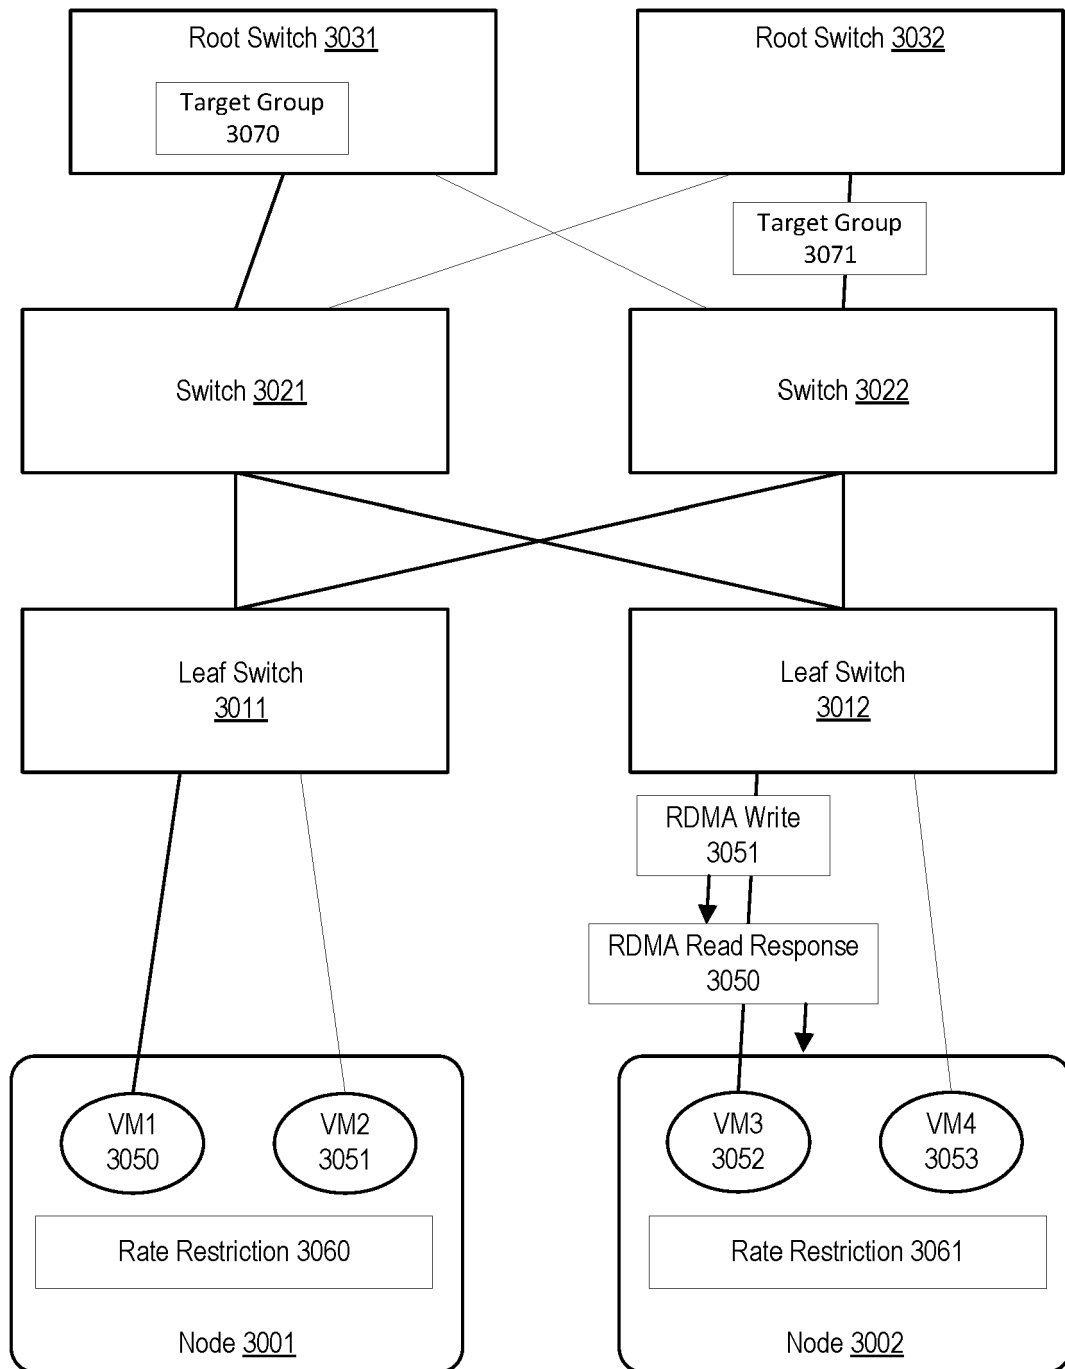 Root Switch 3031
Root Switch 3032
Target Group
3070
Target Group
3071
Switch 3021
Switch 3022
Leaf Switch
3011
Leaf Switch
3012
RDMA Write
3051
RDMA Read Response
3050
VM1
3050
VM2
3051
VM3
3052
VM4
3053
Rate Restriction 3060
Rate Restriction 3061
Node 3001
Node 3002